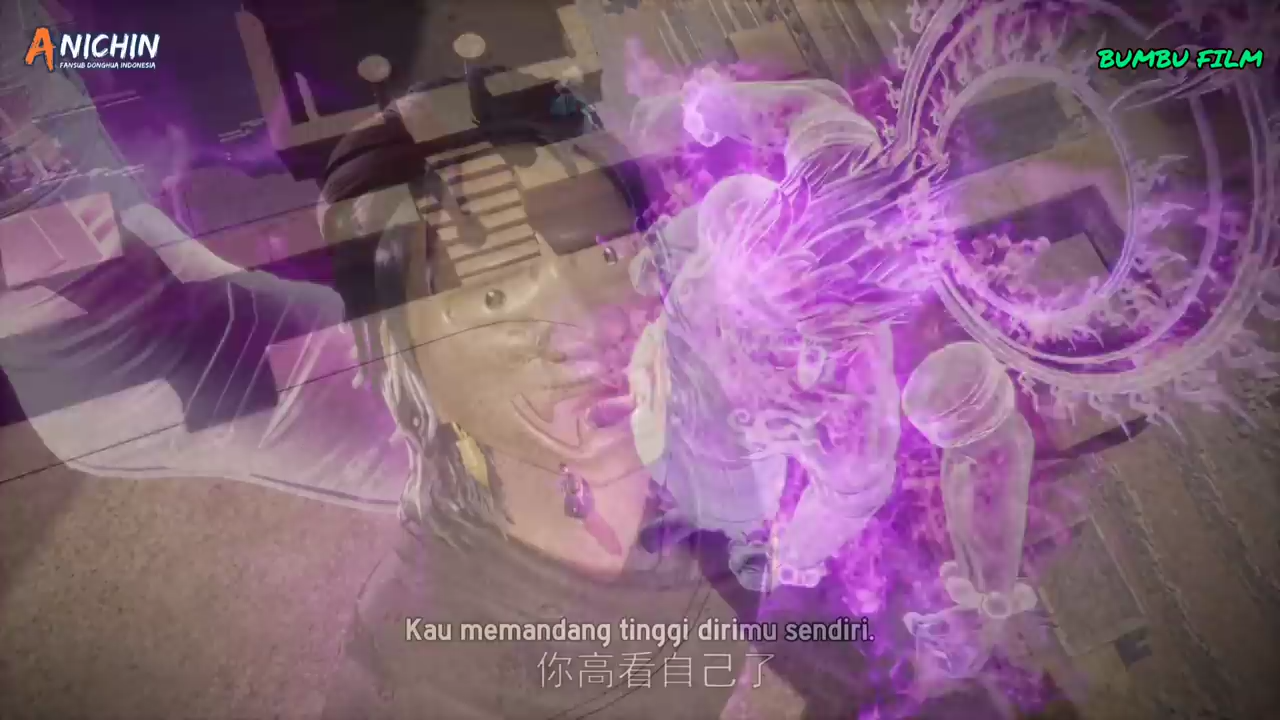 ANICHIN
FANSUB DONGHUA INDONESIA
BUMBU FILM
Kau memandang tinggi dirimu sendiri.
你高看自己了